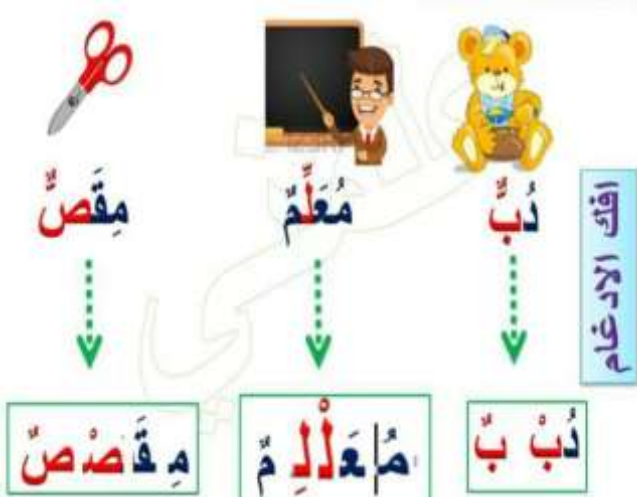 افك الادغام
دُبٌّ مُعَلِّمٌ مِقَصٌّ
دُبْ بٌ مُعَلْلِمٌ مِقَصْصٌ